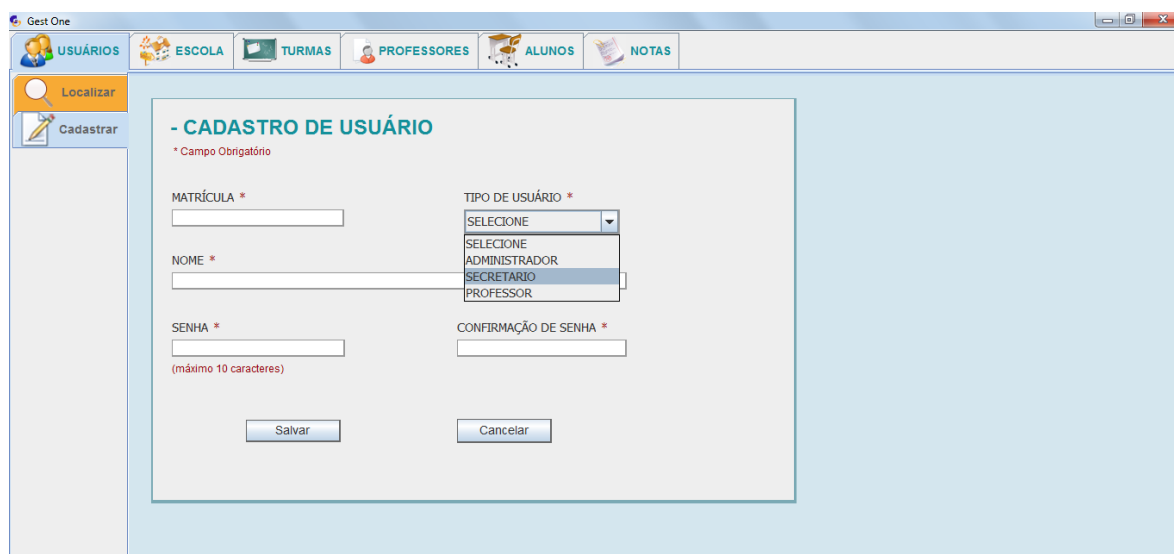 Gest One
USUÁRIOS ESCOLA TURMAS PROFESSORES ALUNOS NOTAS
Localizar
Cadastrar
- CADASTRO DE USUÁRIO
* Campo Obrigatório
MATRÍCULA * TIPO DE USUÁRIO *
SELECIONE
SELECIONE
NOME * ADMINISTRADOR
SECRETARIO
PROFESSOR
SENHA * CONFIRMAÇÃO DE SENHA *
(máximo 10 caracteres)
Salvar Cancelar